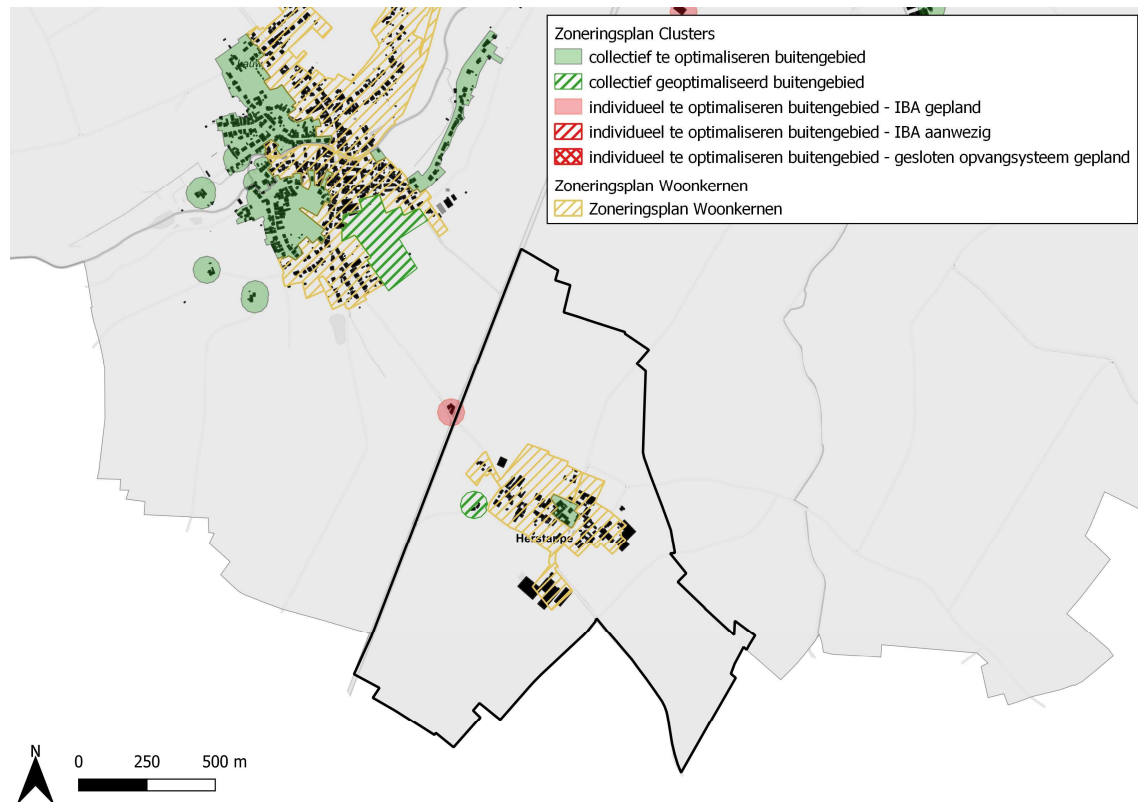 Zoneringsplan Clusters
collectief te optimaliseren buitengebied
collectief geoptimaliseerd buitengebied
individueel te optimaliseren buitengebied - IBA gepland
individueel te optimaliseren buitengebied - IBA aanwezig
individueel te optimaliseren buitengebied - gesloten opvangsysteem gepland
Zoneringsplan Woonkernen
Zoneringsplan Woonkernen
Lauw
Herstappe
N
0 250 500 m